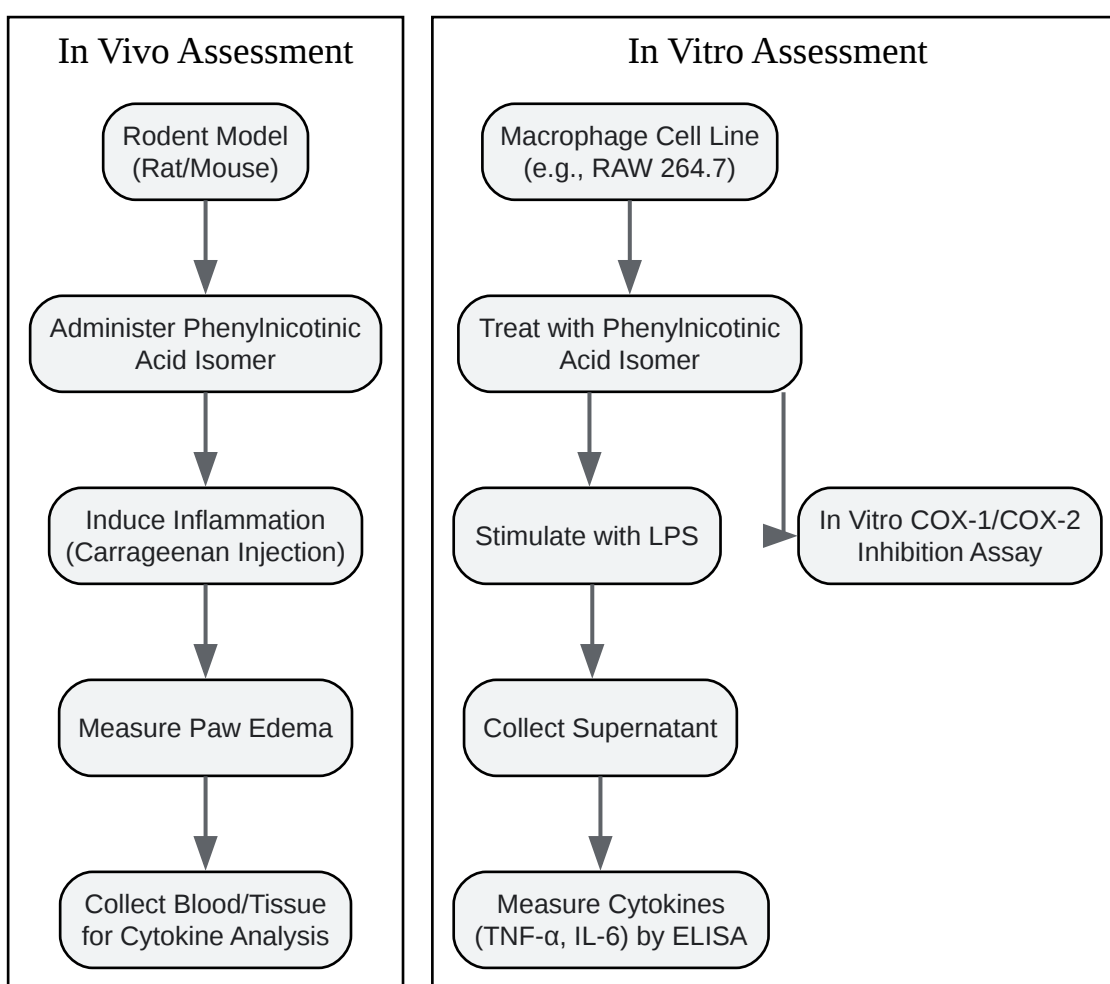 In Vivo Assessment
Rodent Model
(Rat/Mouse)
Administer Phenylnicotinic
Acid Isomer
Induce Inflammation
(Carrageenan Injection)
Measure Paw Edema
Collect Blood/Tissue
for Cytokine Analysis
In Vitro Assessment
Macrophage Cell Line
(e.g., RAW 264.7)
Treat with Phenylnicotinic
Acid Isomer
Stimulate with LPS
In Vitro COX-1/COX-2
Inhibition Assay
Collect Supernatant
Measure Cytokines
(TNF-α, IL-6) by ELISA